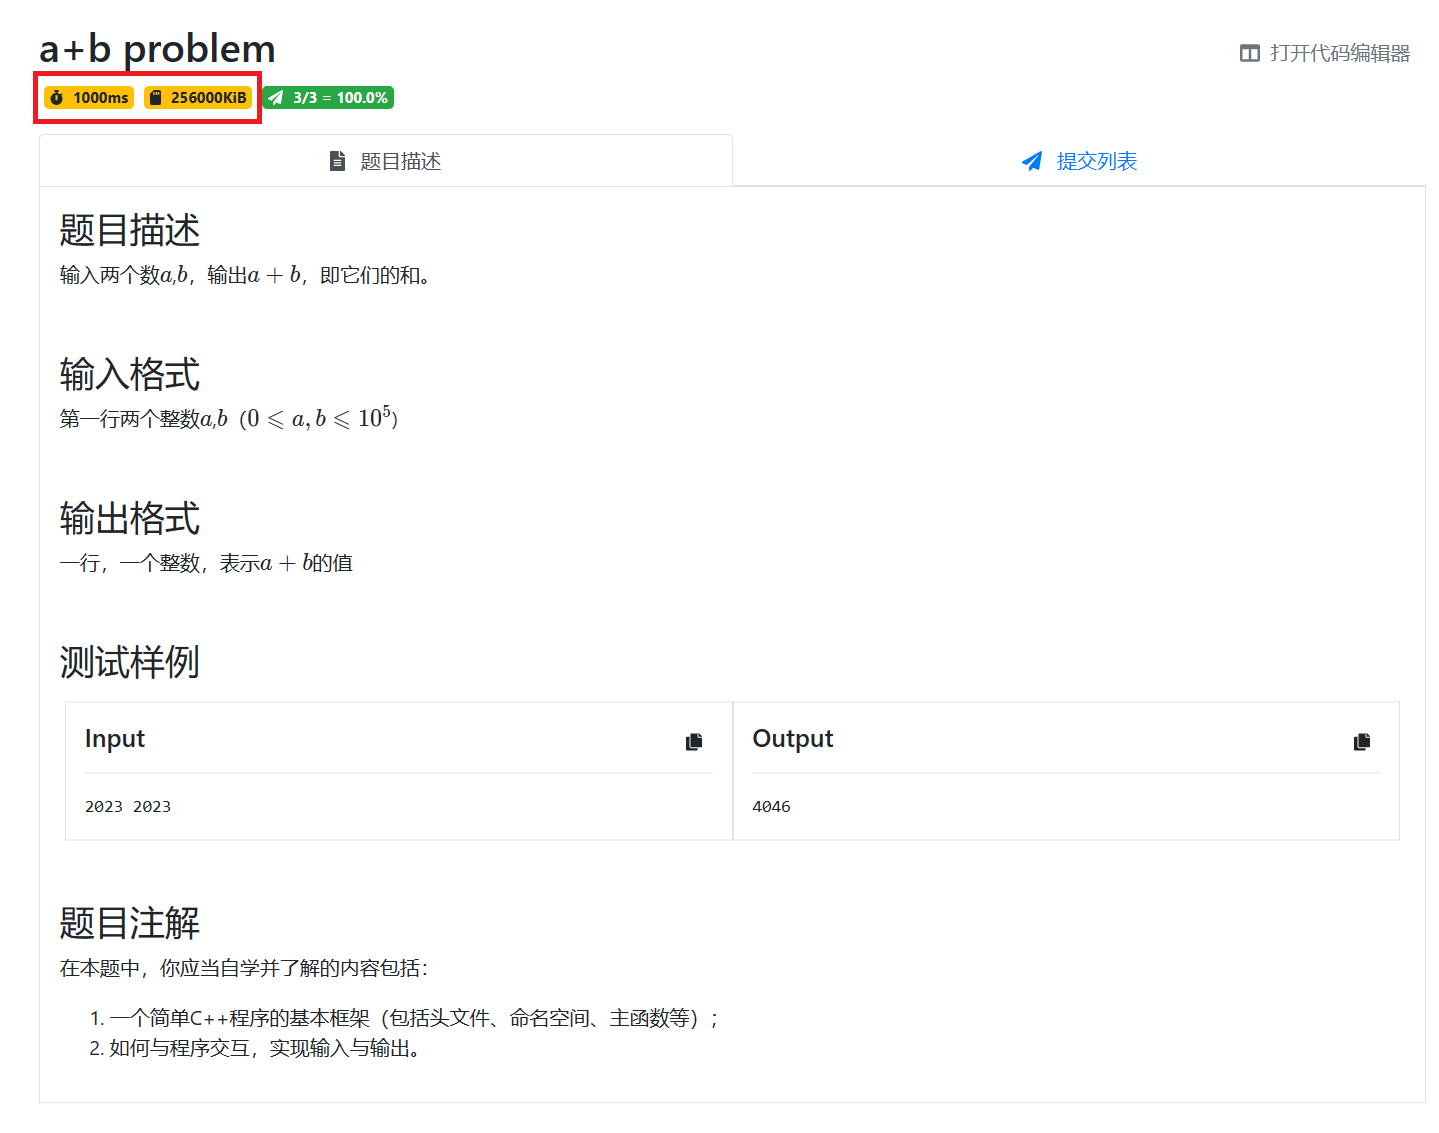 a+b problem
打开代码编辑器
1000ms 256000KiB 3/3 = 100.0%
题目描述 提交列表
题目描述
输入两个数a,b，输出a + b，即它们的和。
输入格式
第一行两个整数a,b（0 ⩽ a, b ⩽ 10⁵）
输出格式
一行，一个整数，表示a + b的值
测试样例
Input
2023 2023
Output
4046
题目注解
在本题中，你应当自学并了解的内容包括：
1. 一个简单C++程序的基本框架（包括头文件、命名空间、主函数等）；
2. 如何与程序交互，实现输入与输出。